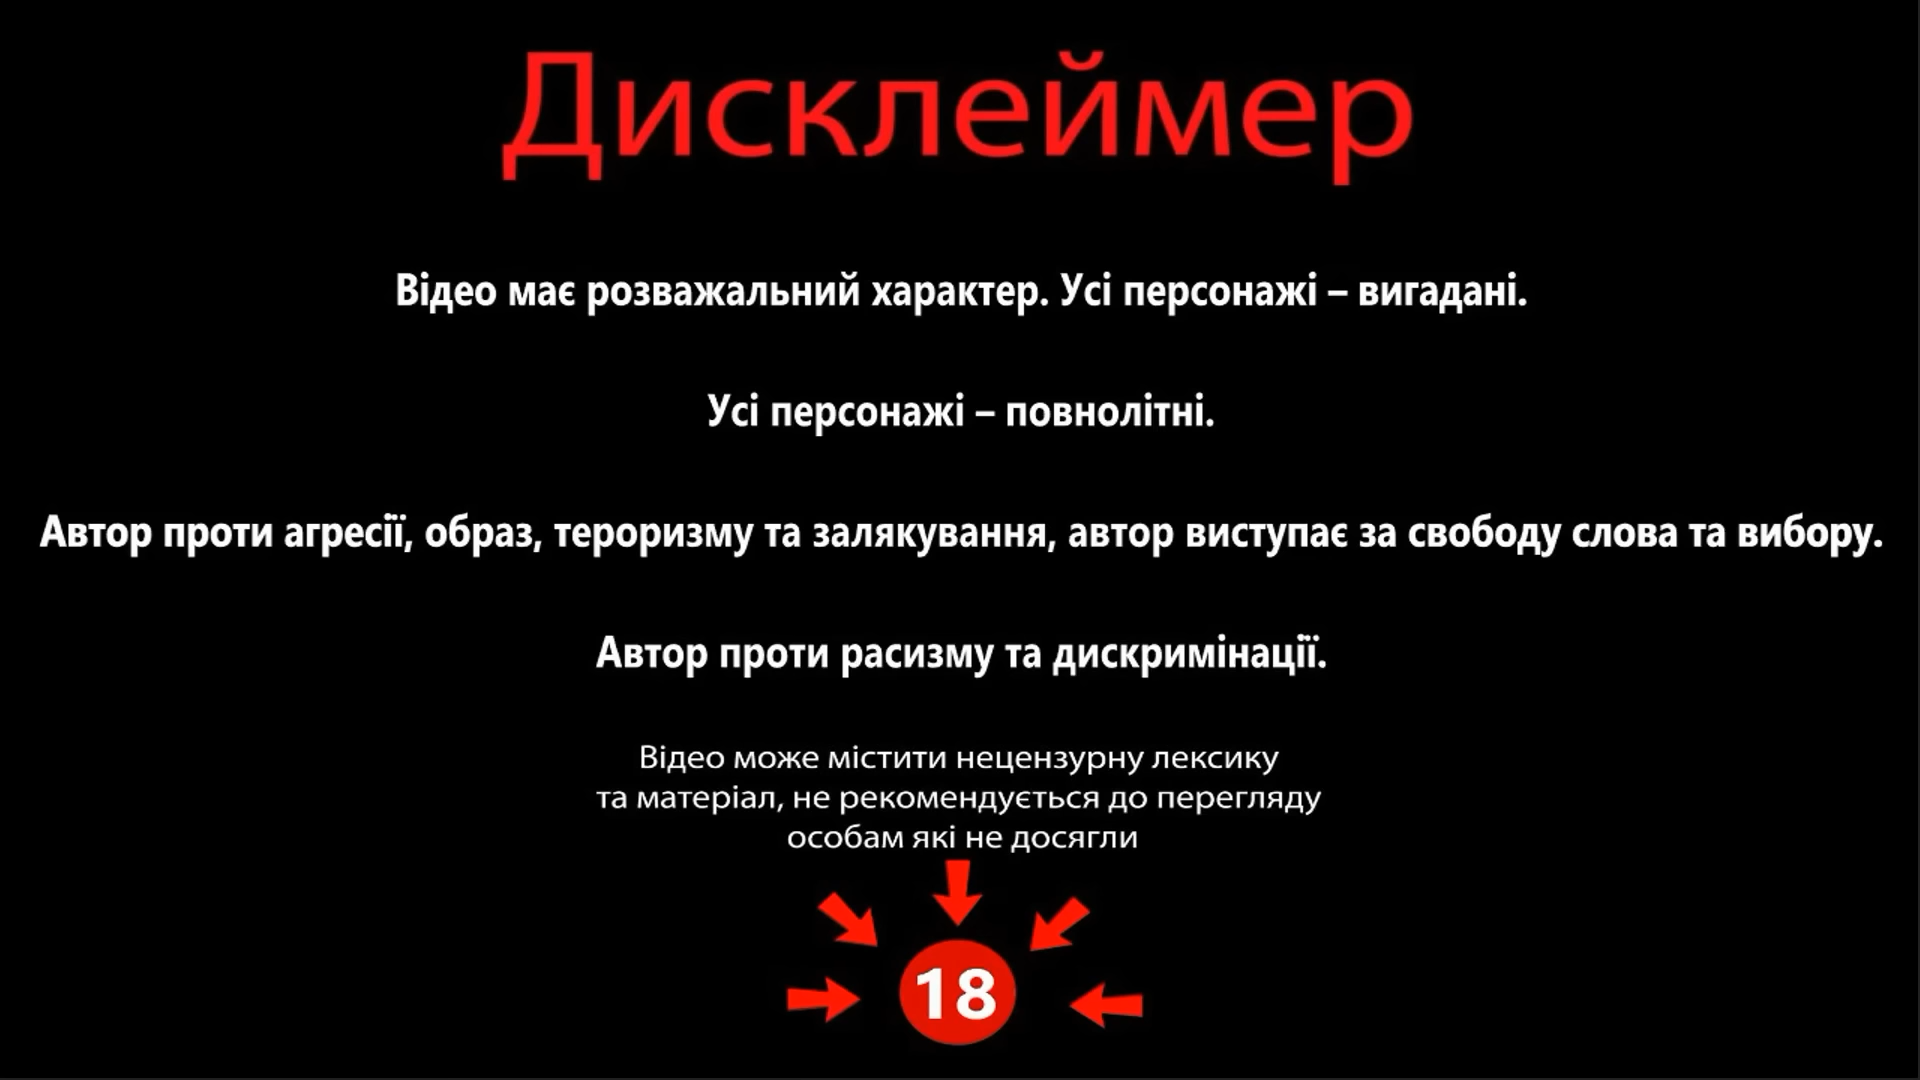 Дисклеймер
Відео має розважальний характер. Усі персонажі – вигадані.
Усі персонажі – повнолітні.
Автор проти агресії, образ, тероризму та залякування, автор виступає за свободу слова та вибору.
Автор проти расизму та дискримінації.
Відео може містити нецензурну лексику
та матеріал, не рекомендується до перегляду
особам які не досягли
18